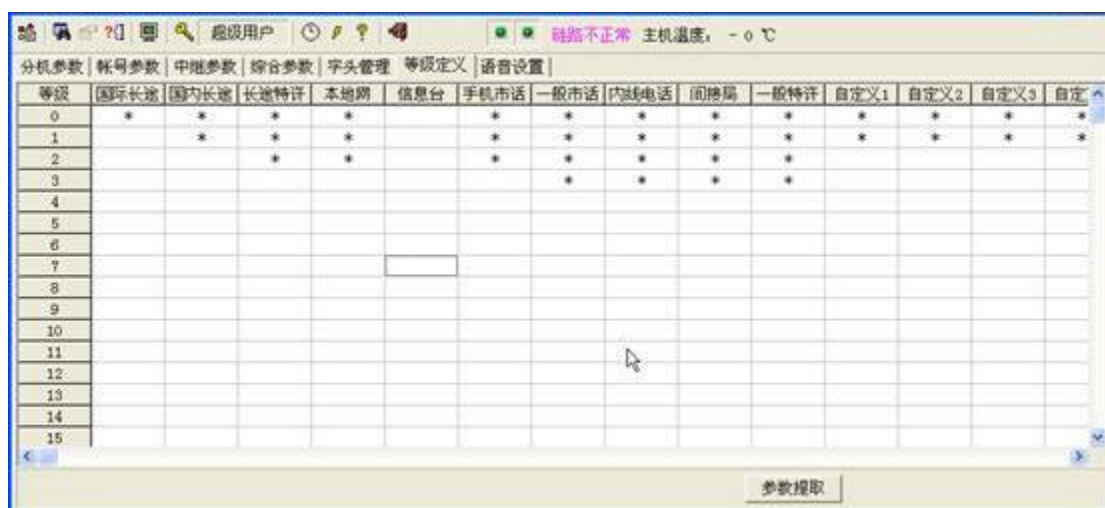 超级用户 链路不正常 主机温度: - 0 ℃
分机参数 帐号参数 中继参数 综合参数 字头管理 等级定义 语音设置
等级 国际长途 国内长途 长途特许 本地网 信息台 手机市话 一般市话 内线电话 间接局 一般特许 自定义1 自定义2 自定义3 自定
0 * * * * * * * * * * * * *
1 * * * * * * * * * * * *
2 * * * * * * * *
3 * * * *
4
5
6
7
8
9
10
11
12
13
14
15
参数提取